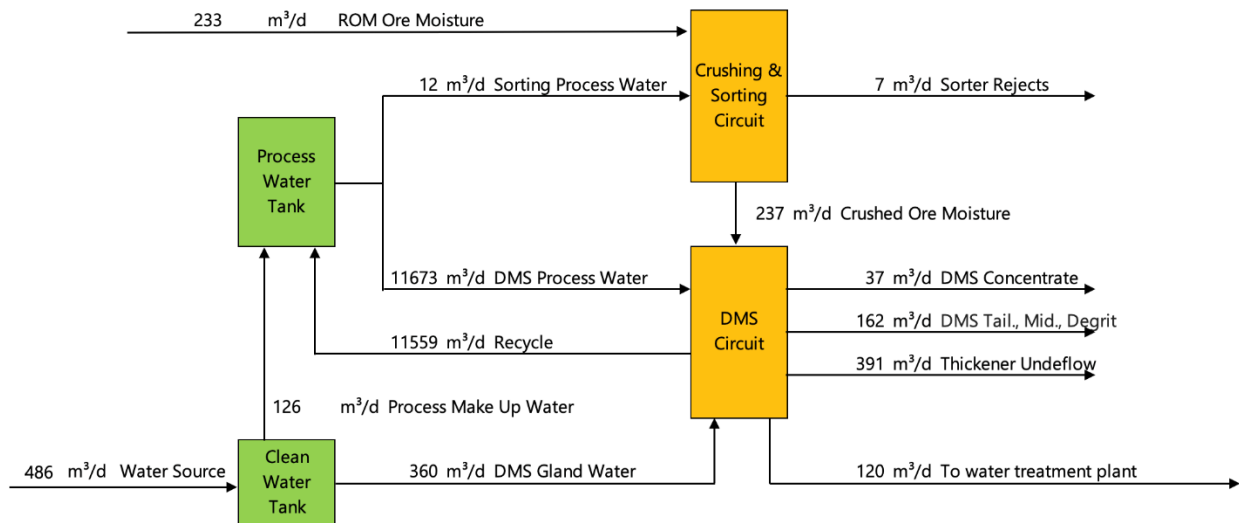 233 m³/d ROM Ore Moisture
Crushing &
Sorting
Circuit
12 m³/d Sorting Process Water
7 m³/d Sorter Rejects
Process
Water
Tank
237 m³/d Crushed Ore Moisture
11673 m³/d DMS Process Water
DMS
Circuit
37 m³/d DMS Concentrate
162 m³/d DMS Tail., Mid., Degrit
11559 m³/d Recycle
391 m³/d Thickener Undeflow
126 m³/d Process Make Up Water
486 m³/d Water Source
Clean
Water
Tank
360 m³/d DMS Gland Water
120 m³/d To water treatment plant